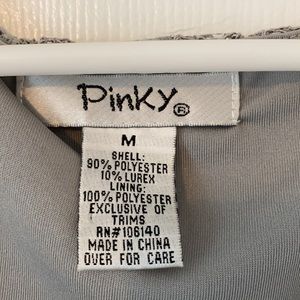 Pinky®
M
SHELL:
90% POLYESTER
10% LUREX
LINING:
100% POLYESTER
EXCLUSIVE OF
TRIMS
RN#106140
MADE IN CHINA
OVER FOR CARE